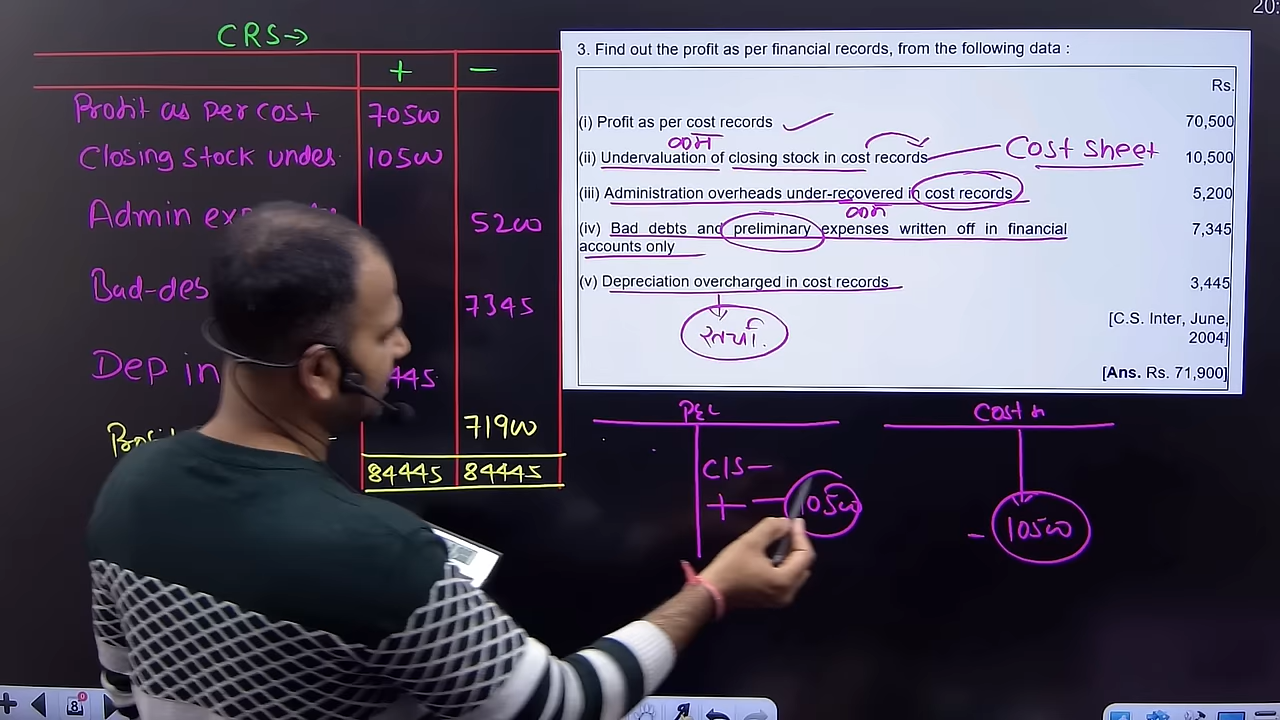 20:
CRS→
+ −
Profit as per cost 70500
Closing stock under. 10500
Admin 5200
Bad-des 7345
Dep in 445
71900
84445 84445
3. Find out the profit as per financial records, from the following data :
Rs.
(i) Profit as per cost records 70,500
कम
(ii) Undervaluation of closing stock in cost records Cost sheet 10,500
(iii) Administration overheads under-recovered in cost records 5,200
कम
(iv) Bad debts and preliminary expenses written off in financial 7,345
accounts only
(v) Depreciation overcharged in cost records 3,445
[C.S. Inter, June,
2004]
[Ans. Rs. 71,900]
P&L
C/S−
+ − 10500
Cost
− 10500
8
0